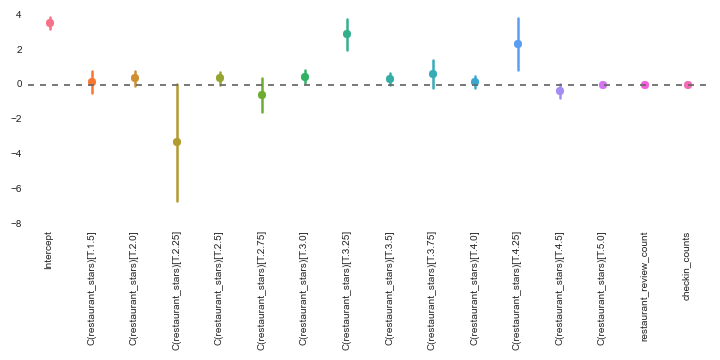 4
2
0
−2
−4
−6
−8
Intercept
C(restaurant_stars)[T.1.5]
C(restaurant_stars)[T.2.0]
C(restaurant_stars)[T.2.25]
C(restaurant_stars)[T.2.5]
C(restaurant_stars)[T.2.75]
C(restaurant_stars)[T.3.0]
C(restaurant_stars)[T.3.25]
C(restaurant_stars)[T.3.5]
C(restaurant_stars)[T.3.75]
C(restaurant_stars)[T.4.0]
C(restaurant_stars)[T.4.25]
C(restaurant_stars)[T.4.5]
C(restaurant_stars)[T.5.0]
restaurant_review_count
checkin_counts